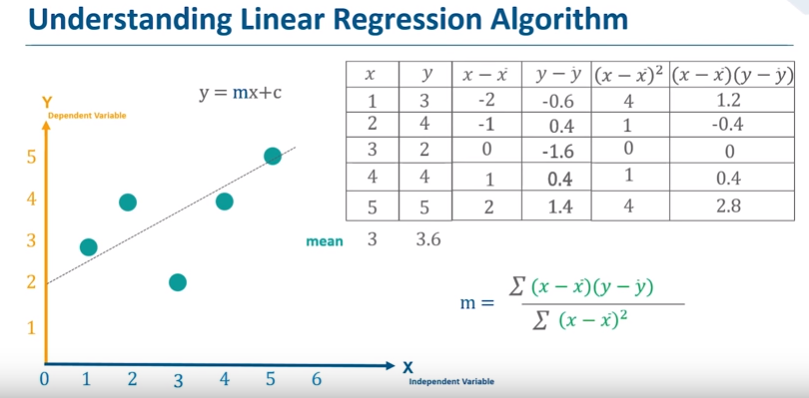 Understanding Linear Regression Algorithm
y = mx+c
Y
Dependent Variable
5
4
3
2
1
0 1 2 3 4 5 6
X
Independent Variable
x y x − ẋ y − ẏ (x − ẋ)² (x − ẋ)(y − ẏ)
1 3 -2 -0.6 4 1.2
2 4 -1 0.4 1 -0.4
3 2 0 -1.6 0 0
4 4 1 0.4 1 0.4
5 5 2 1.4 4 2.8
mean 3 3.6
m = ∑ (x − ẋ)(y − ẏ)
∑ (x − ẋ)²